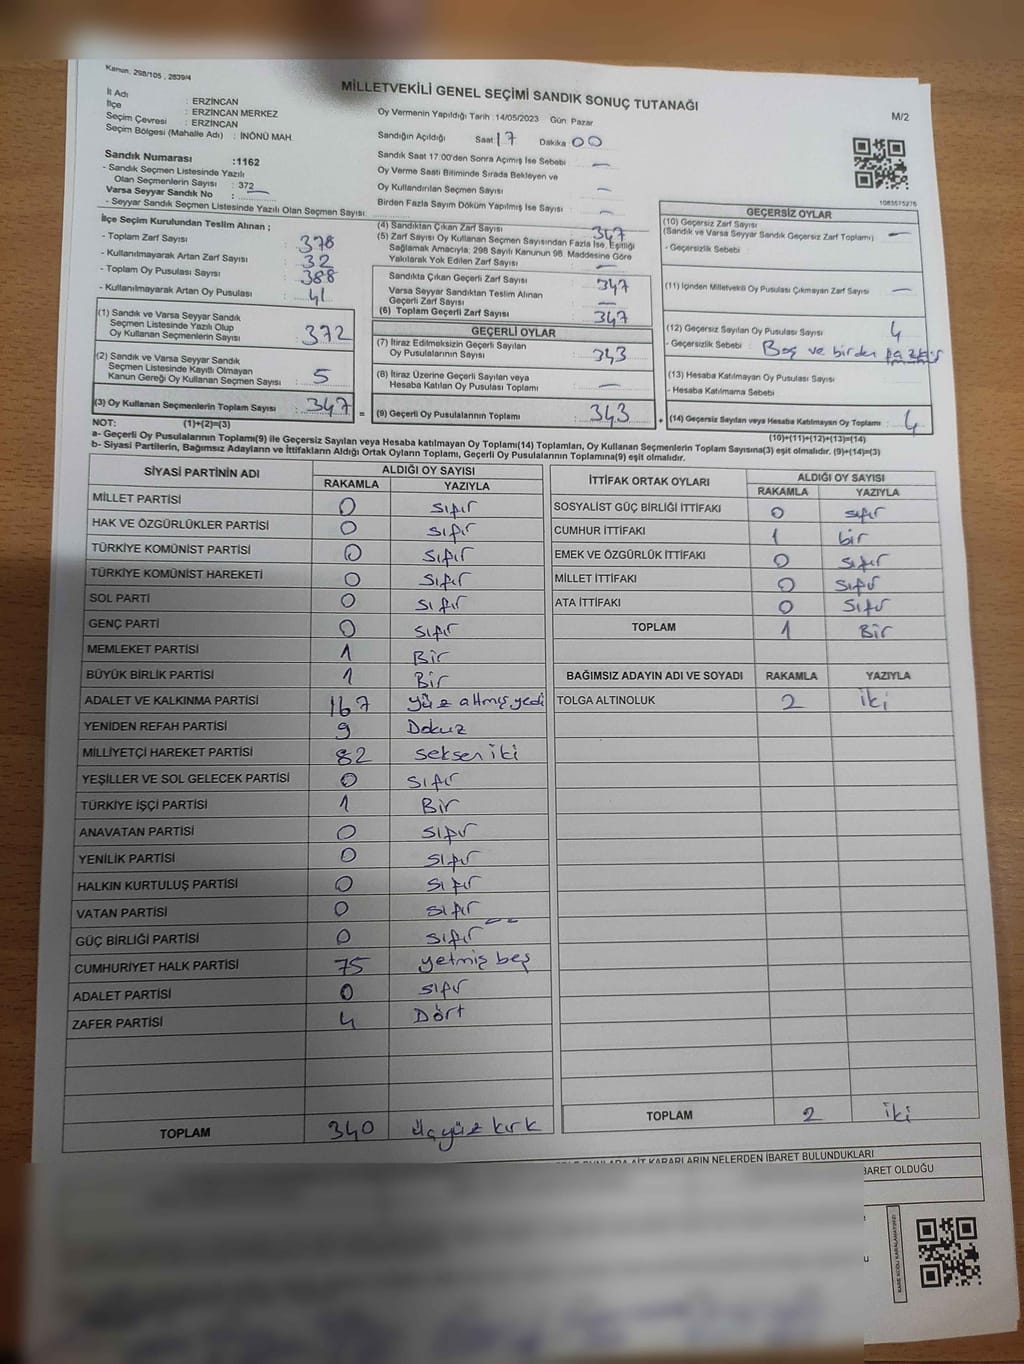 Kanun, 298/105 , 2839/4
MİLLETVEKİLİ GENEL SEÇİMİ SANDIK SONUÇ TUTANAĞI
M/2
İl Adı : ERZİNCAN
İlçe : ERZİNCAN MERKEZ
Seçim Çevresi : ERZİNCAN
Seçim Bölgesi (Mahalle Adı) : İNÖNÜ MAH
Sandık Numarası :1162
- Sandık Seçmen Listesinde Yazılı
Olan Seçmenlerin Sayısı : 372
Varsa Seyyar Sandık No :
- Seyyar Sandık Seçmen Listesinde Yazılı Olan Seçmen Sayısı:
Oy Vermenin Yapıldığı Tarih :14/05/2023 Gün: Pazar
Sandığın Açıldığı Saat 17 Dakika 00
Sandık Saat 17:00'den Sonra Açımış İse Sebebi : —
Oy Verme Saati Bitiminde Sırada Bekleyen ve
Oy Kullandırılan Seçmen Sayısı : —
Birden Fazla Sayım Döküm Yapılmış İse Sayısı : —
1083575276
İlçe Seçim Kurulundan Teslim Alınan ;
- Toplam Zarf Sayısı : 378
- Kullanılmayarak Artan Zarf Sayısı : 32
- Toplam Oy Pusulası Sayısı : 388
- Kullanılmayarak Artan Oy Pusulası : 41
(1) Sandık ve Varsa Seyyar Sandık
Seçmen Listesinde Yazılı Olup
Oy Kullanan Seçmenlerin Sayısı : 372
(2) Sandık ve Varsa Seyyar Sandık
Seçmen Listesinde Kayıtlı Olmayan
Kanun Gereği Oy Kullanan Seçmen Sayısı : 5
(3) Oy Kullanan Seçmenlerin Toplam Sayısı : 347 =
(4) Sandıktan Çıkan Zarf Sayısı : 347
(5) Zarf Sayısı Oy Kullanan Seçmen Sayısından Fazla İse, Eşitliği
Sağlamak Amacıyla; 298 Sayılı Kanunun 98. Maddesine Göre
Yakılarak Yok Edilen Zarf Sayısı : —
Sandıkta Çıkan Geçerli Zarf Sayısı : 347
Varsa Seyyar Sandıktan Teslim Alınan
Geçerli Zarf Sayısı : —
(6) Toplam Geçerli Zarf Sayısı : 347
GEÇERLİ OYLAR
(7) İtiraz Edilmeksizin Geçerli Sayılan
Oy Pusulalarının Sayısı : 343
(8) İtiraz Üzerine Geçerli Sayılan veya
Hesaba Katılan Oy Pusulası Toplamı : —
(9) Geçerli Oy Pusulalarının Toplamı : 343 +
GEÇERSİZ OYLAR
(10) Geçersiz Zarf Sayısı
(Sandık ve Varsa Seyyar Sandık Geçersiz Zarf Toplamı) : —
- Geçersizlik Sebebi :
(11) İçinden Milletvekili Oy Pusulası Çıkmayan Zarf Sayısı : —
(12) Geçersiz Sayılan Oy Pusulası Sayısı : 4
- Geçersizlik Sebebi : Boş ve birden
(13) Hesaba Katılmayan Oy Pusulası Sayısı :
- Hesaba Katılmama Sebebi :
(14) Geçersiz Sayılan veya Hesaba Katılmayan Oy Toplamı : 4
NOT: (1)+(2)=(3)
(10)+(11)+(12)+(13)=(14)
a- Geçerli Oy Pusulalarının Toplamı(9) ile Geçersiz Sayılan veya Hesaba katılmayan Oy Toplamı(14) Toplamları, Oy Kullanan Seçmenlerin Toplam Sayısına(3) eşit olmalıdır. (9)+(14)=(3)
b- Siyasi Partilerin, Bağımsız Adayların ve İttifakların Aldığı Ortak Oyların Toplamı, Geçerli Oy Pusulalarının Toplamına(9) eşit olmalıdır.
SİYASİ PARTİNİN ADI ALDIĞI OY SAYISI
RAKAMLA YAZIYLA
MİLLET PARTİSİ 0 sıfır
HAK VE ÖZGÜRLÜKLER PARTİSİ 0 sıfır
TÜRKİYE KOMÜNİST PARTİSİ 0 sıfır
TÜRKİYE KOMÜNİST HAREKETİ 0 sıfır
SOL PARTİ 0 sıfır
GENÇ PARTİ 0 sıfır
MEMLEKET PARTİSİ 1 Bir
BÜYÜK BİRLİK PARTİSİ 1 Bir
ADALET VE KALKINMA PARTİSİ 167 yüz altmış yedi
YENİDEN REFAH PARTİSİ 9 Dokuz
MİLLİYETÇİ HAREKET PARTİSİ 82 seksen iki
YEŞİLLER VE SOL GELECEK PARTİSİ 0 sıfır
TÜRKİYE İŞÇİ PARTİSİ 1 Bir
ANAVATAN PARTİSİ 0 sıfır
YENİLİK PARTİSİ 0 sıfır
HALKIN KURTULUŞ PARTİSİ 0 sıfır
VATAN PARTİSİ 0 sıfır
GÜÇ BİRLİĞİ PARTİSİ 0 sıfır
CUMHURİYET HALK PARTİSİ 75 yetmiş beş
ADALET PARTİSİ 0 sıfır
ZAFER PARTİSİ 4 Dört
TOPLAM 340 üçyüz kırk
İTTİFAK ORTAK OYLARI ALDIĞI OY SAYISI
RAKAMLA YAZIYLA
SOSYALİST GÜÇ BİRLİĞİ İTTİFAKI 0 sıfır
CUMHUR İTTİFAKI 1 bir
EMEK VE ÖZGÜRLÜK İTTİFAKI 0 sıfır
MİLLET İTTİFAKI 0 sıfır
ATA İTTİFAKI 0 sıfır
TOPLAM 1 Bir
BAĞIMSIZ ADAYIN ADI VE SOYADI RAKAMLA YAZIYLA
TOLGA ALTINOLUK 2 iki
TOPLAM 2 iki
KARARLARIN NELERDEN İBARET BULUNDUKLARI
BARET OLDUĞU